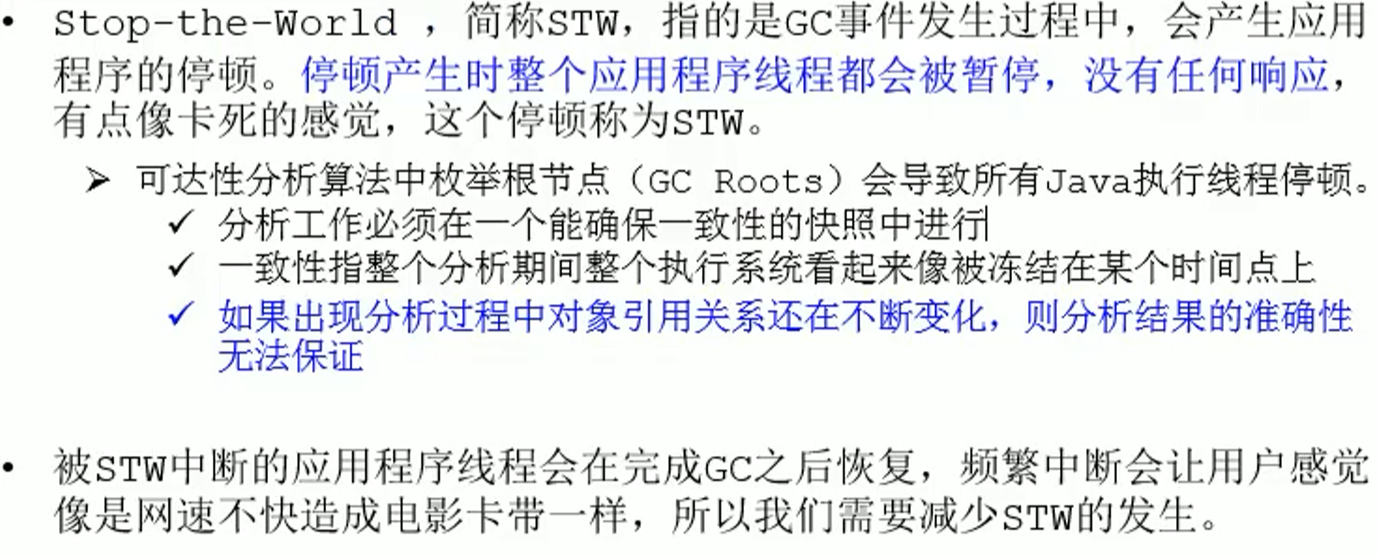 • Stop-the-World ，简称STW，指的是GC事件发生过程中，会产生应用
程序的停顿。停顿产生时整个应用程序线程都会被暂停，没有任何响应，
有点像卡死的感觉，这个停顿称为STW。
➢ 可达性分析算法中枚举根节点（GC Roots）会导致所有Java执行线程停顿。
✓ 分析工作必须在一个能确保一致性的快照中进行
✓ 一致性指整个分析期间整个执行系统看起来像被冻结在某个时间点上
✓ 如果出现分析过程中对象引用关系还在不断变化，则分析结果的准确性
无法保证
• 被STW中断的应用程序线程会在完成GC之后恢复，频繁中断会让用户感觉
像是网速不快造成电影卡带一样，所以我们需要减少STW的发生。